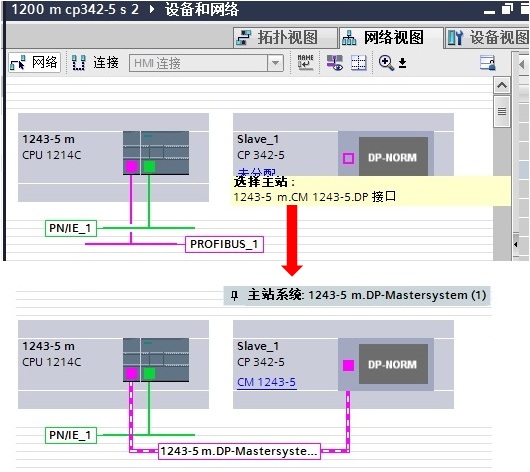 1200 m cp342-5 s 2 ▸ 设备和网络
拓扑视图
网络视图
设备视图
网络
连接
HMI 连接
1243-5 m
CPU 1214C
Slave_1
CP 342-5
未分配
DP-NORM
选择主站：
1243-5 m.CM 1243-5.DP 接口
PN/IE_1
PROFIBUS_1
主站系统: 1243-5 m.DP-Mastersystem (1)
1243-5 m
CPU 1214C
Slave_1
CP 342-5
CM 1243-5
DP-NORM
PN/IE_1
1243-5 m.DP-Mastersyste...